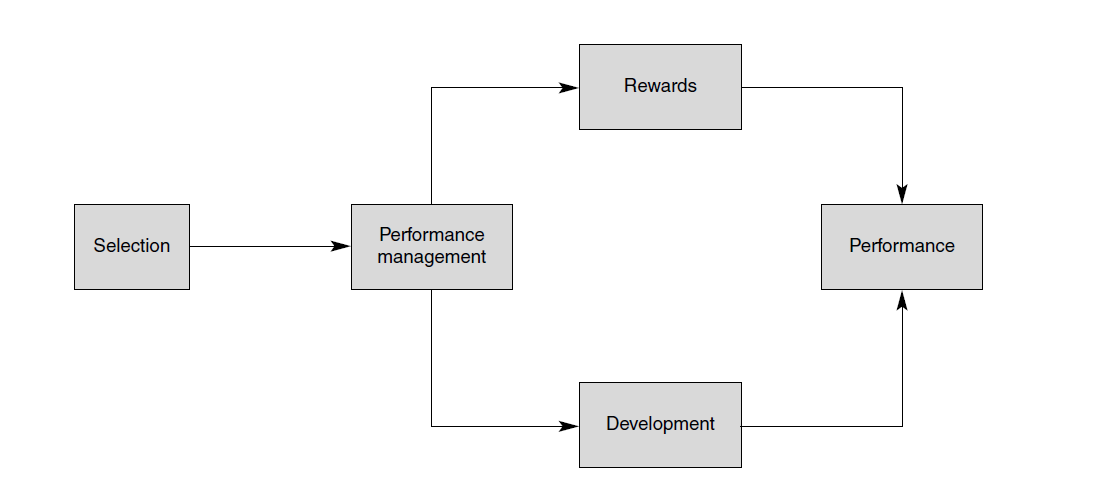 Rewards
Selection
Performance
management
Performance
Development